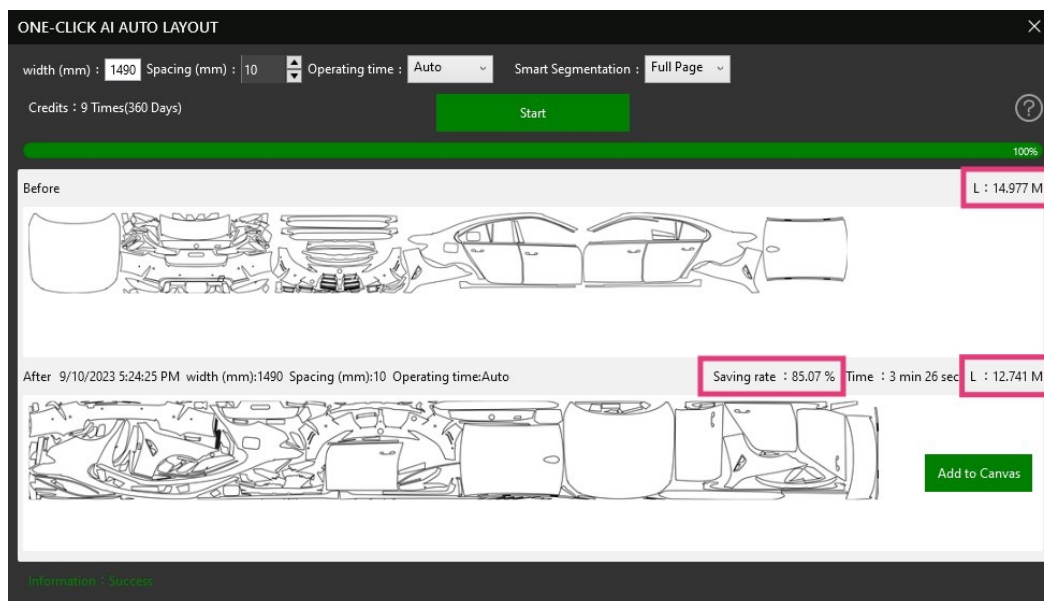 ONE-CLICK AI AUTO LAYOUT
width (mm) : 1490 Spacing (mm) : 10 Operating time : Auto Smart Segmentation : Full Page
Credits : 9 Times(360 Days) Start ?
100%
Before L : 14.977 M
After 9/10/2023 5:24:25 PM width (mm):1490 Spacing (mm):10 Operating time:Auto Saving rate : 85.07 % Time : 3 min 26 sec L : 12.741 M
Add to Canvas
Information : Success